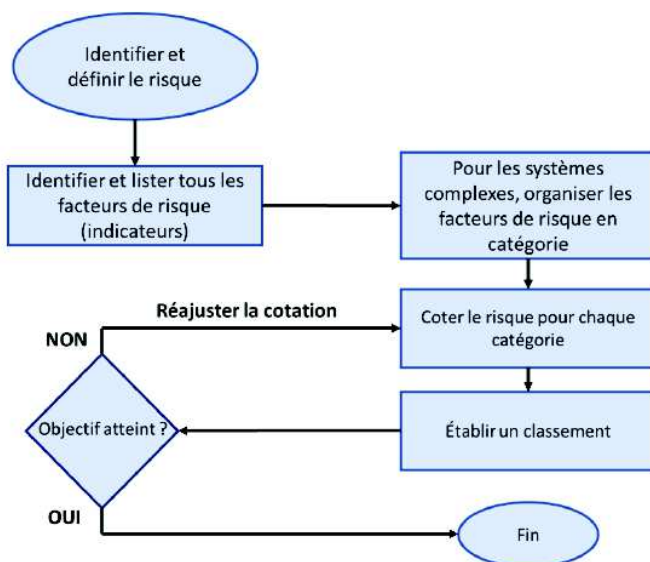 Identifier et
définir le risque
Identifier et lister tous les
facteurs de risque
(indicateurs)
Pour les systèmes
complexes, organiser les
facteurs de risque en
catégorie
Réajuster la cotation
NON
Coter le risque pour chaque
catégorie
Objectif atteint ?
Établir un classement
OUI
Fin